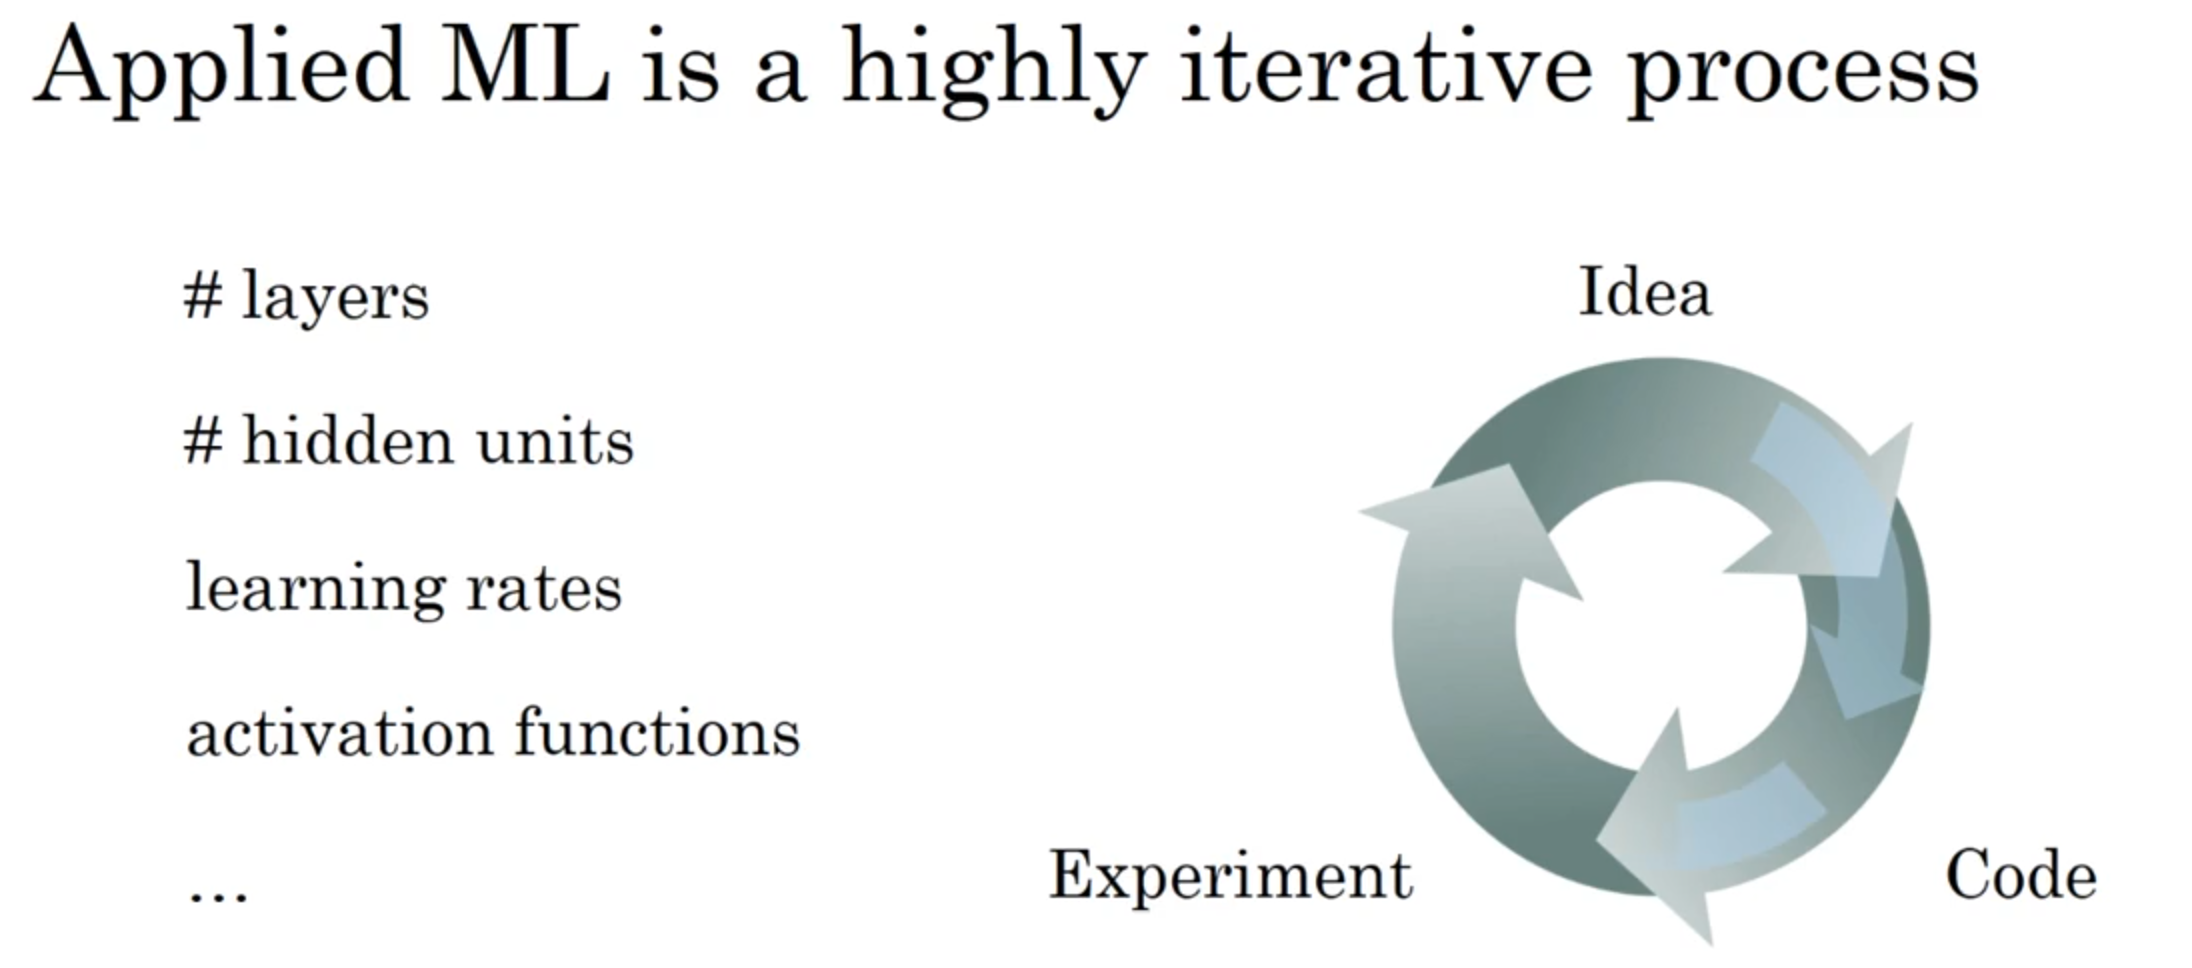 Applied ML is a highly iterative process
# layers
# hidden units
learning rates
activation functions
...
Idea
Experiment
Code